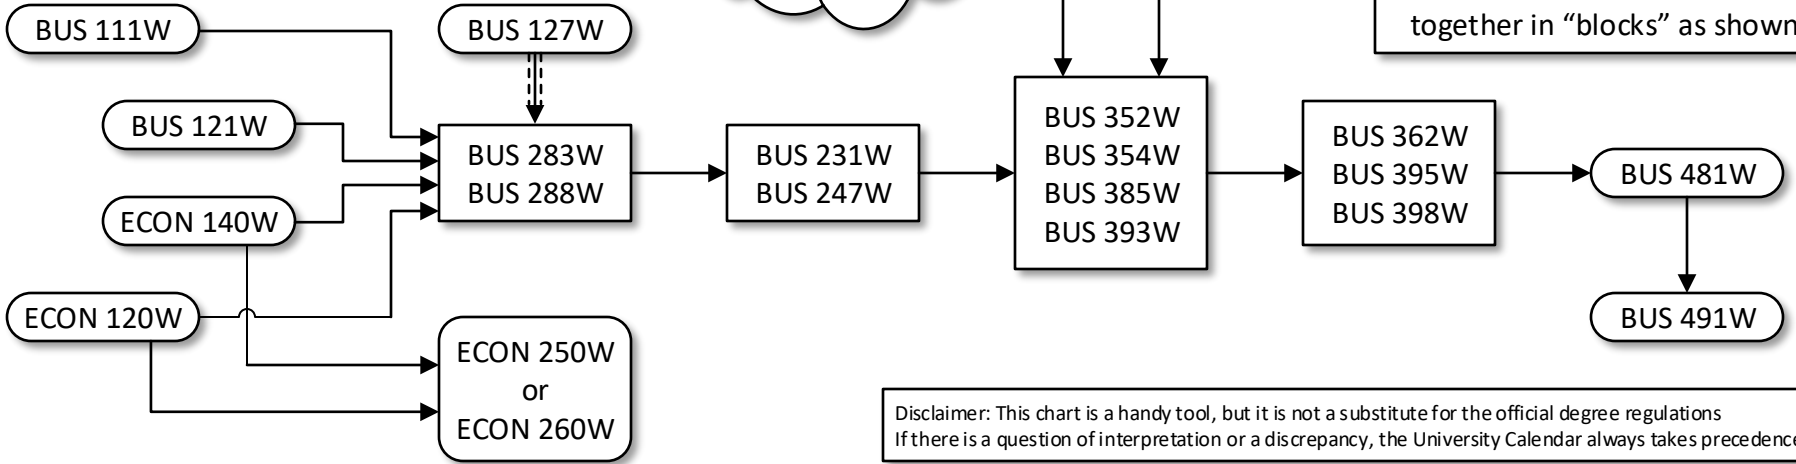 together in “blocks” as shown
BUS 111W
BUS 127W
BUS 121W
BUS 283W
BUS 288W
BUS 231W
BUS 247W
BUS 352W
BUS 354W
BUS 385W
BUS 393W
BUS 362W
BUS 395W
BUS 398W
BUS 481W
ECON 140W
ECON 120W
BUS 491W
ECON 250W
or
ECON 260W
Disclaimer: This chart is a handy tool, but it is not a substitute for the official degree regulations
If there is a question of interpretation or a discrepancy, the University Calendar always takes precedence